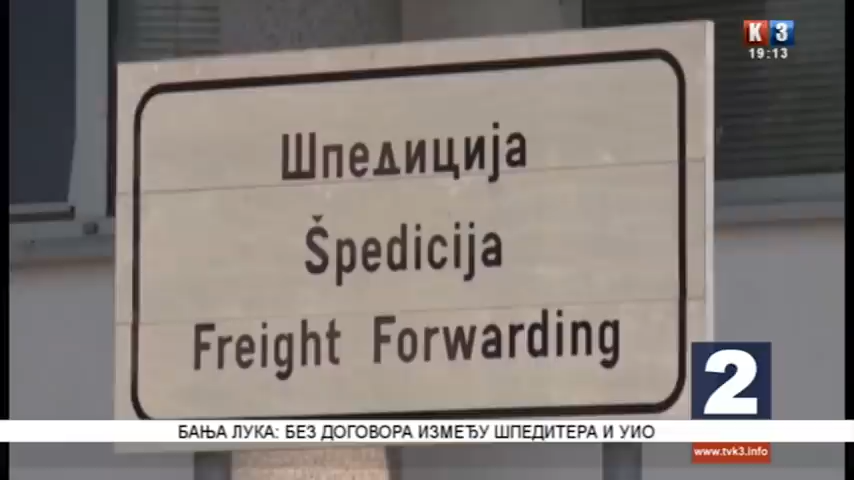 К3
19:13
Шпедиција
Špedicija
Freight Forwarding
2
БАЊА ЛУКА: БЕЗ ДОГОВОРА ИЗМЕЂУ ШПЕДИТЕРА И УИО
www.tvk3.info